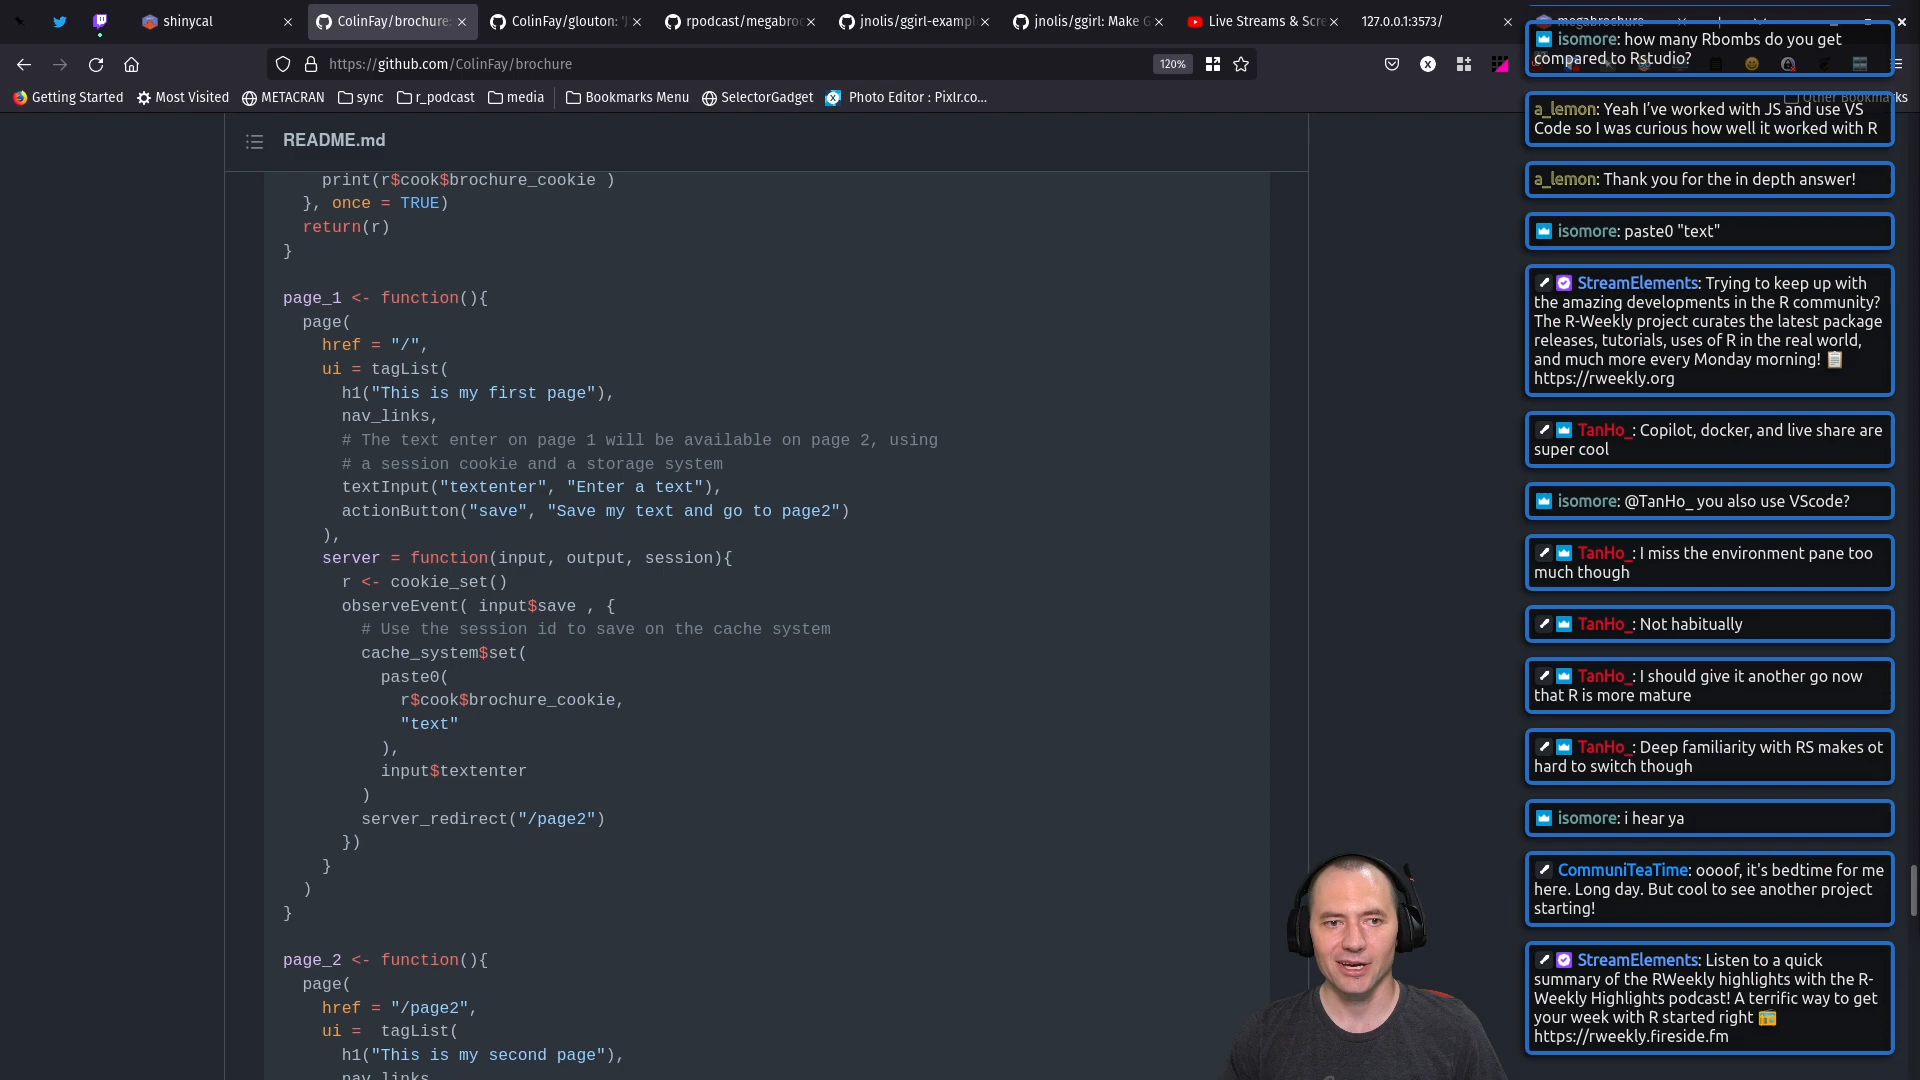 shinycal
ColinFay/brochure:
ColinFay/glouton: 'J
rpodcast/megabroc
jnolis/ggirl-exampl
jnolis/ggirl: Make G
Live Streams & Scre
127.0.0.1:3573/
megabrochure
https://github.com/ColinFay/brochure
120%
Getting Started
Most Visited
METACRAN
sync
r_podcast
media
Bookmarks Menu
SelectorGadget
Photo Editor : Pixlr.co...
Other Bookmarks
README.md
print(r$cook$brochure_cookie )
}, once = TRUE)
return(r)
}
page_1 <- function(){
page(
href = "/",
ui = tagList(
h1("This is my first page"),
nav_links,
# The text enter on page 1 will be available on page 2, using
# a session cookie and a storage system
textInput("textenter", "Enter a text"),
actionButton("save", "Save my text and go to page2")
),
server = function(input, output, session){
r <- cookie_set()
observeEvent( input$save , {
# Use the session id to save on the cache system
cache_system$set(
paste0(
r$cook$brochure_cookie,
"text"
),
input$textenter
)
server_redirect("/page2")
})
}
)
}
page_2 <- function(){
page(
href = "/page2",
ui =  tagList(
h1("This is my second page"),
nav_links
isomore: how many Rbombs do you get
compared to Rstudio?
a_lemon: Yeah I've worked with JS and use VS
Code so I was curious how well it worked with R
a_lemon: Thank you for the in depth answer!
isomore: paste0 "text"
StreamElements: Trying to keep up with
the amazing developments in the R community?
The R-Weekly project curates the latest package
releases, tutorials, uses of R in the real world,
and much more every Monday morning! 📋
https://rweekly.org
TanHo_: Copilot, docker, and live share are
super cool
isomore: @TanHo_ you also use VScode?
TanHo_: I miss the environment pane too
much though
TanHo_: Not habitually
TanHo_: I should give it another go now
that R is more mature
TanHo_: Deep familiarity with RS makes ot
hard to switch though
isomore: i hear ya
CommuniTeaTime: oooof, it's bedtime for me
here. Long day. But cool to see another project
starting!
StreamElements: Listen to a quick
summary of the RWeekly highlights with the R-
Weekly Highlights podcast! A terrific way to get
your week with R started right 📻
https://rweekly.fireside.fm